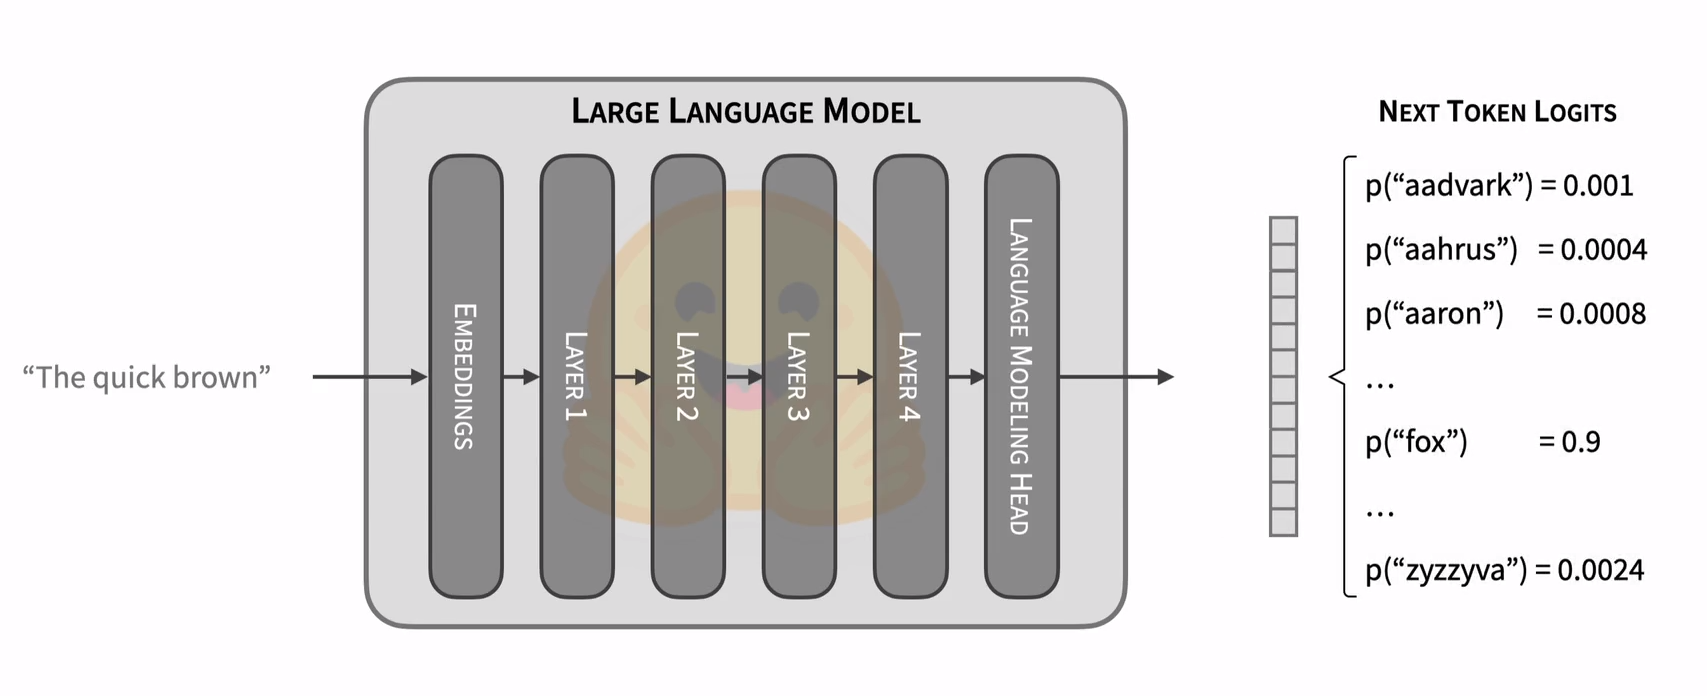 LARGE LANGUAGE MODEL
NEXT TOKEN LOGITS
“The quick brown”
EMBEDDINGS
LAYER 1
LAYER 2
LAYER 3
LAYER 4
LANGUAGE MODELING HEAD
p(“aadvark”) = 0.001
p(“aahrus”) = 0.0004
p(“aaron”) = 0.0008
...
p(“fox”) = 0.9
...
p(“zyzzyva”) = 0.0024